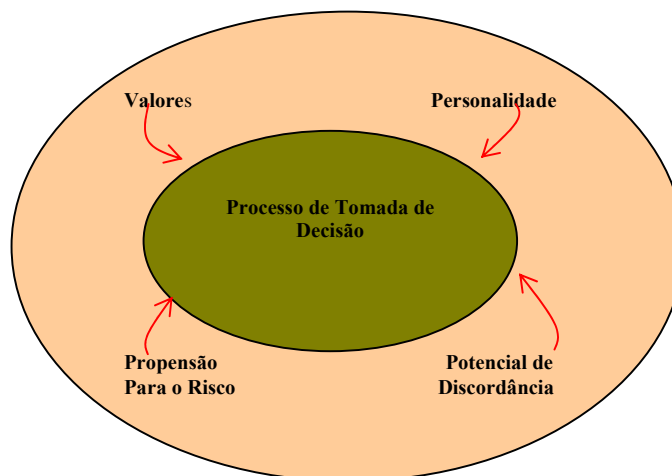 Valores
Personalidade
Processo de Tomada de
Decisão
Propensão
Para o Risco
Potencial de
Discordância